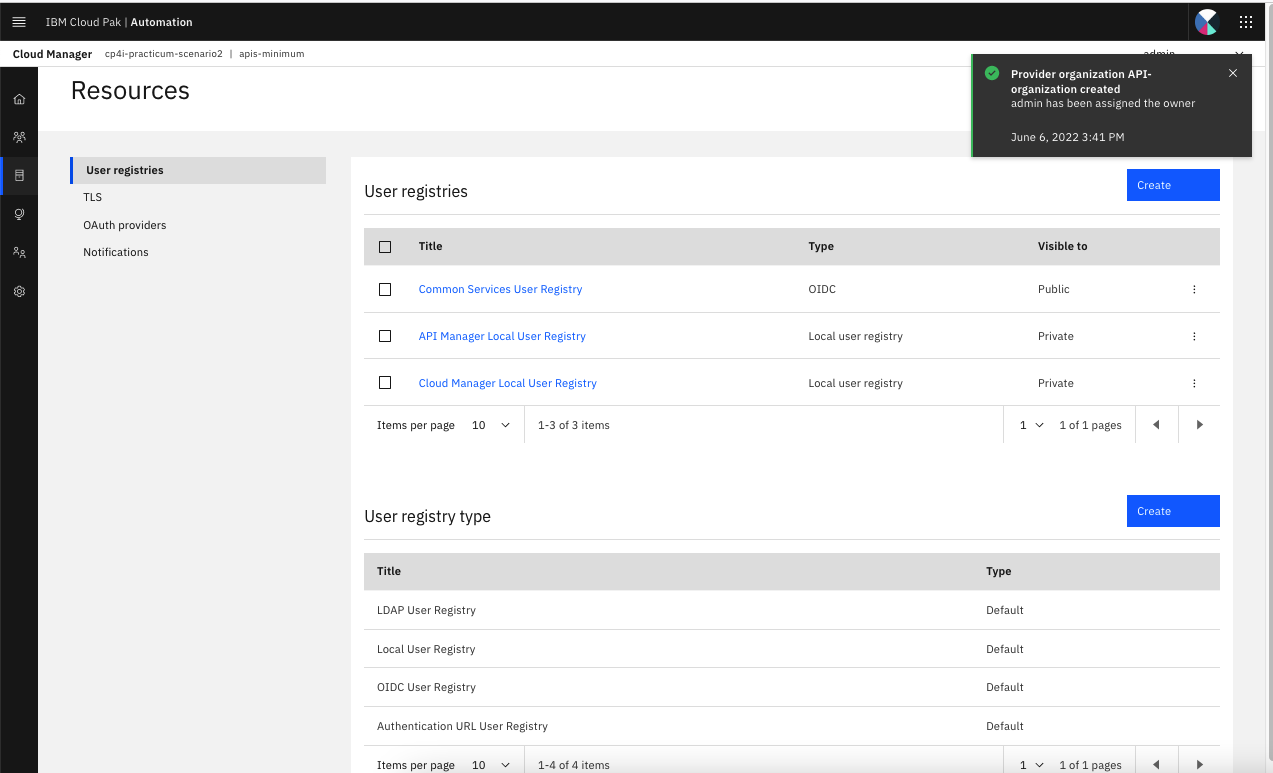 IBM Cloud Pak | Automation
Cloud Manager cp4i-practicum-scenario2 | apis-minimum
admin
Provider organization API-
organization created
admin has been assigned the owner
June 6, 2022 3:41 PM
Resources
User registries
TLS
OAuth providers
Notifications
User registries
Create
Title Type Visible to
Common Services User Registry OIDC Public
API Manager Local User Registry Local user registry Private
Cloud Manager Local User Registry Local user registry Private
Items per page 10 1-3 of 3 items 1 1 of 1 pages
User registry type
Create
Title Type
LDAP User Registry Default
Local User Registry Default
OIDC User Registry Default
Authentication URL User Registry Default
Items per page 10 1-4 of 4 items 1 1 of 1 pages